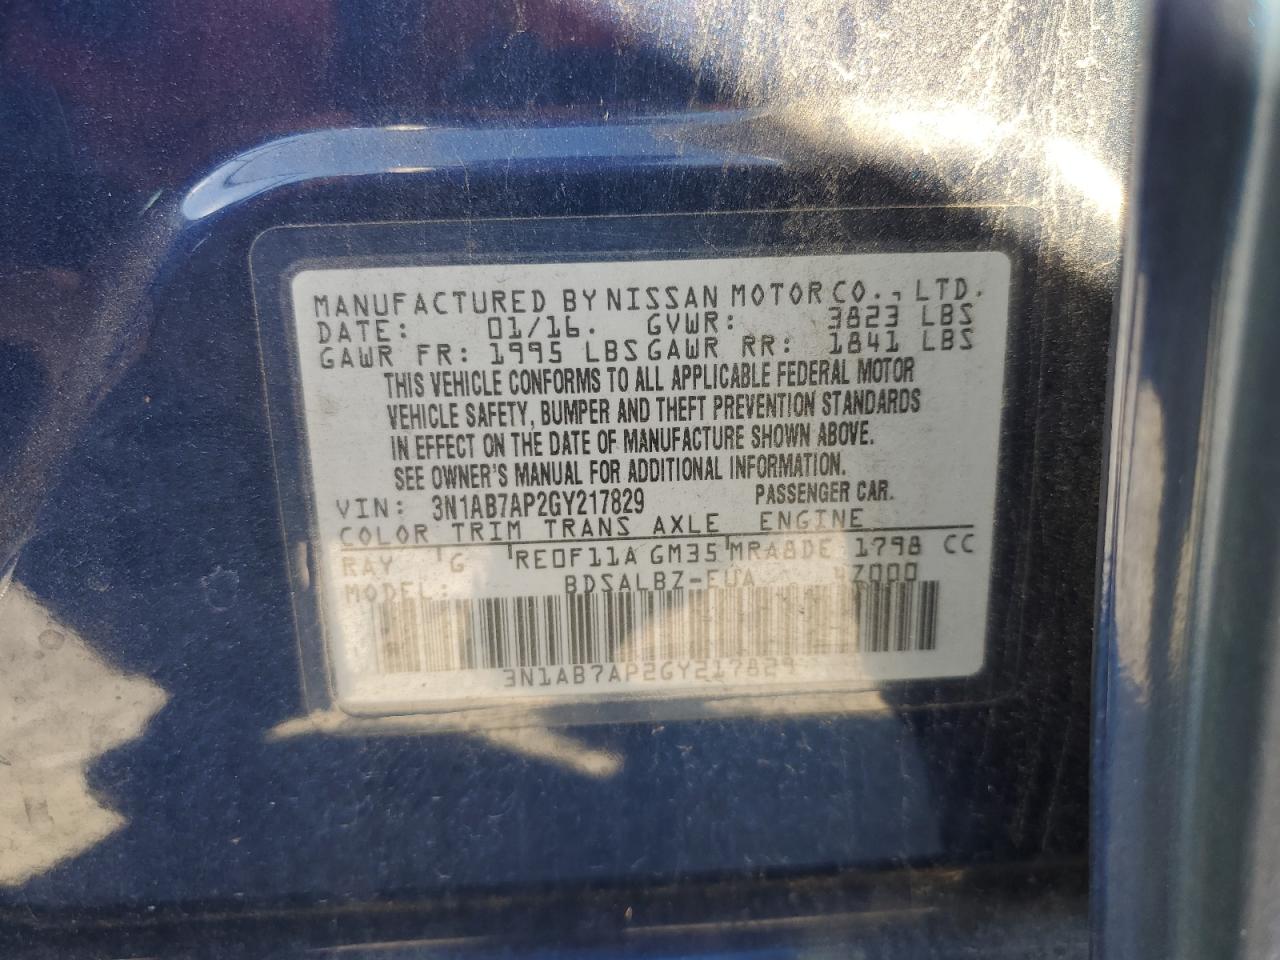 MANUFACTURED BY NISSAN MOTOR CO., LTD.
DATE: 01/16. GVWR: 3823 LBS
GAWR FR: 1995 LBS GAWR RR: 1841 LBS
THIS VEHICLE CONFORMS TO ALL APPLICABLE FEDERAL MOTOR
VEHICLE SAFETY, BUMPER AND THEFT PREVENTION STANDARDS
IN EFFECT ON THE DATE OF MANUFACTURE SHOWN ABOVE.
SEE OWNER'S MANUAL FOR ADDITIONAL INFORMATION.
VIN: 3N1AB7AP2GY217829 PASSENGER CAR.
COLOR TRIM TRANS AXLE ENGINE
RAY G RE0F11A GM35 MRA8DE 1798 CC
MODEL: BDSALBZ-EUA 4Z000
3N1AB7AP2GY217829